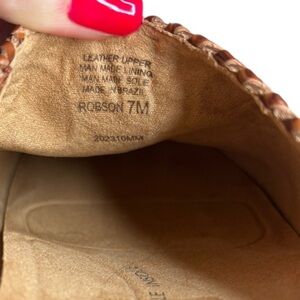 LEATHER UPPER
MAN MADE LINING
MAN MADE SOLE
MADE IN BRAZIL
ROBSON 7M
202310MM